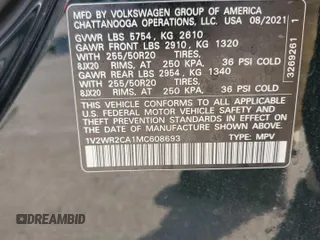 MFD BY VOLKSWAGEN GROUP OF AMERICA
CHATTANOOGA OPERATIONS, LLC. USA 08/2021
GVWR LBS 5754 , KG 2610
GAWR FRONT LBS 2910, KG 1320
WITH 255/50R20 TIRES,
8JX20 RIMS, AT 250 KPA. 36 PSI COLD
GAWR REAR LBS 2954 , KG 1340
WITH 255/50R20 TIRES,
8JX20 RIMS, AT 250 KPA. 36 PSI COLD
THIS VEHICLE CONFORMS TO ALL APPLICABLE
U.S. FEDERAL MOTOR VEHICLE SAFETY STANDARDS
IN EFFECT ON THE DATE OF MANUFACTURE SHOWN
ABOVE.
1V2WR2CA1MC608693 TYPE: MPV
3269261 1
DREAMBID